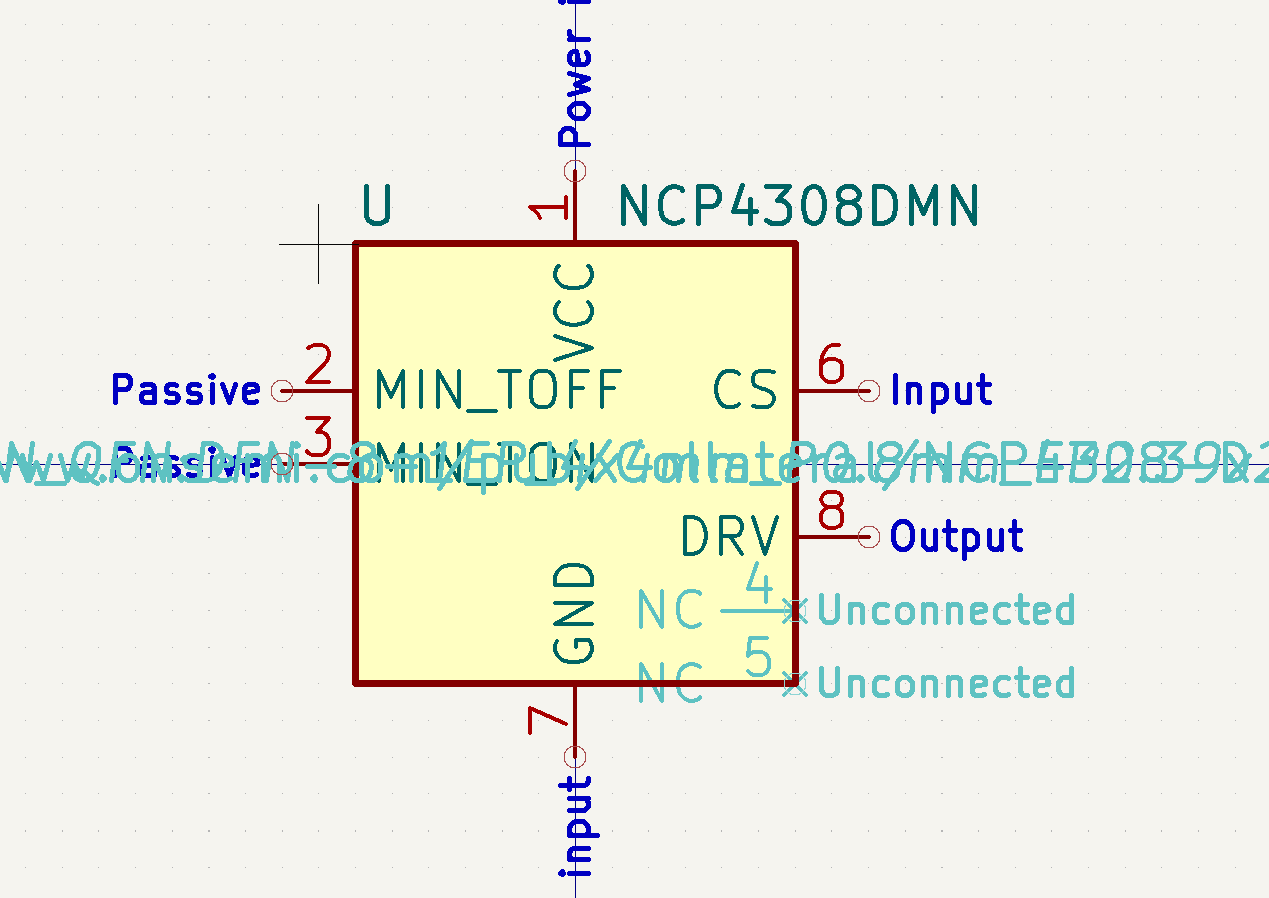 Power i
U
NCP4308DMN
1
VCC
Passive
2
MIN_TOFF
CS
6
Input
Passive
3
MIN_TON
DRV
8
Output
GND
NC
4
Unconnected
NC
5
Unconnected
7
input